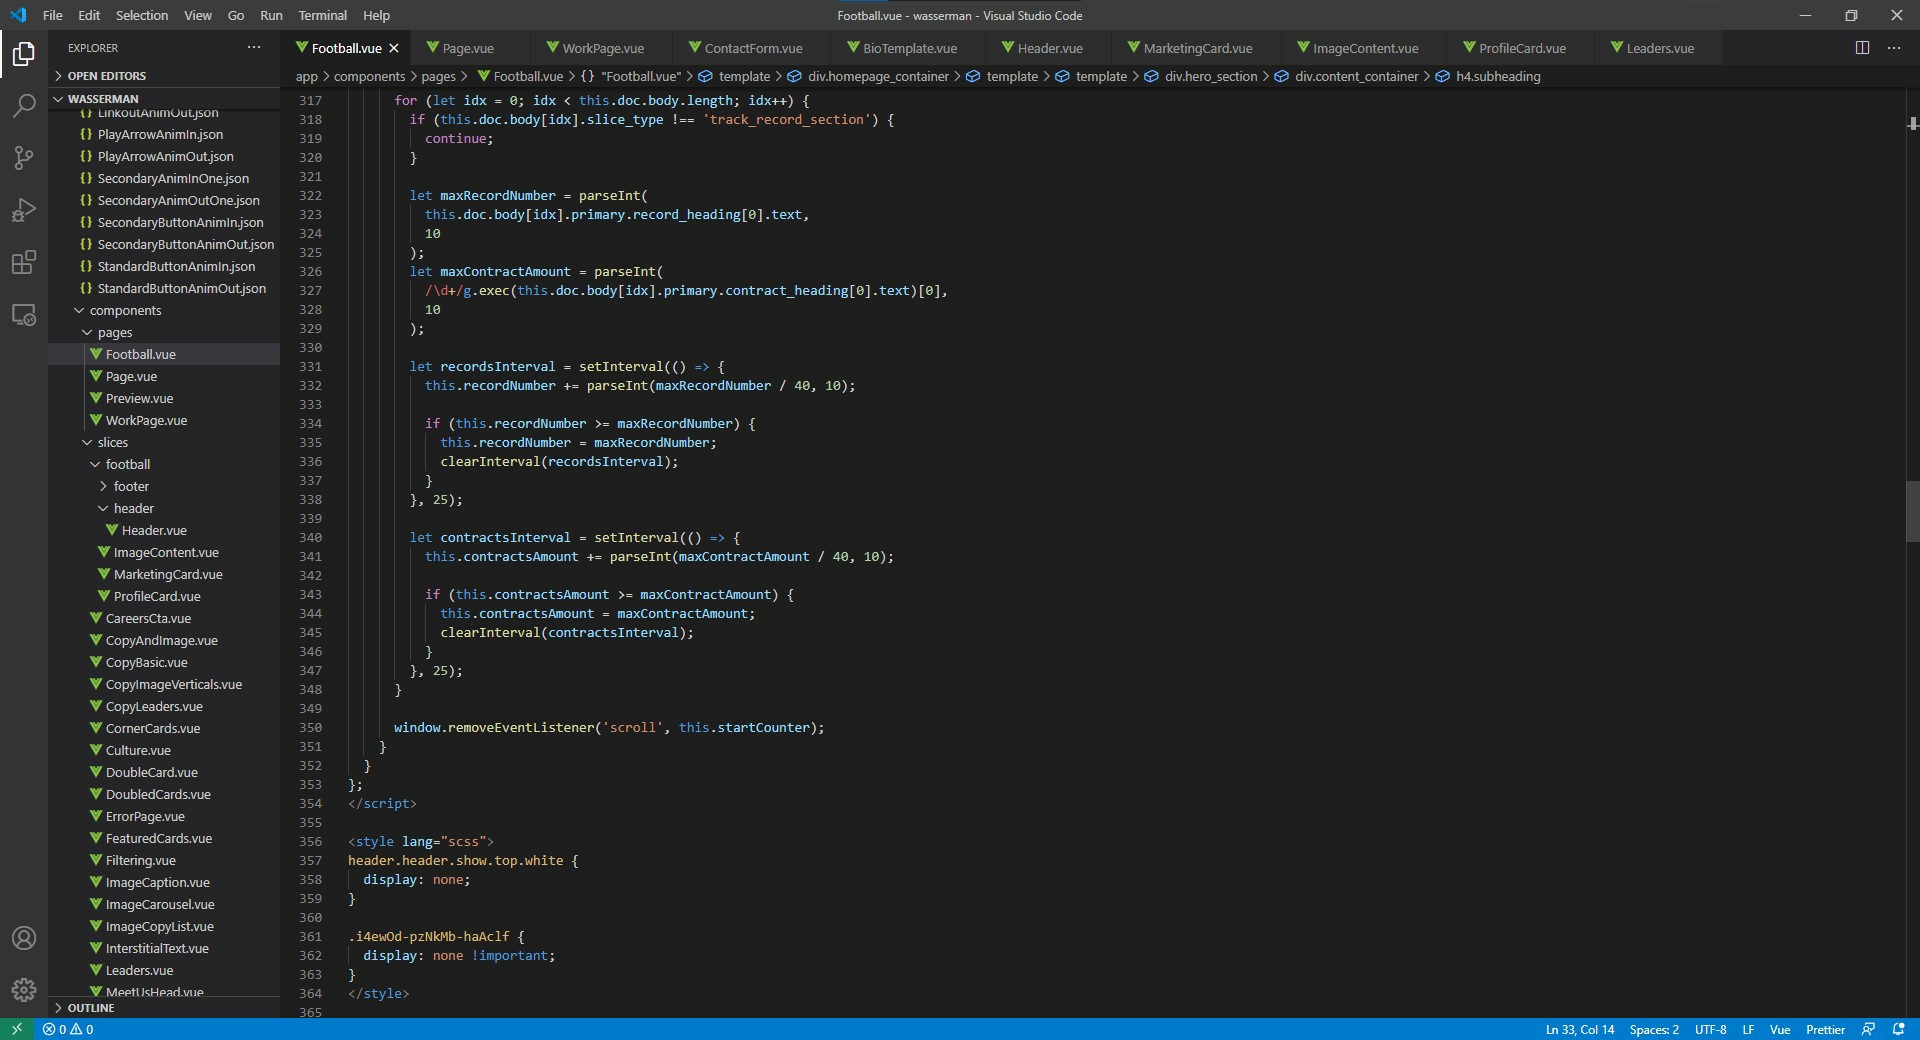 File Edit Selection View Go Run Terminal Help
Football.vue - wasserman - Visual Studio Code
EXPLORER
OPEN EDITORS
WASSERMAN
LinkoutAnimOut.json
PlayArrowAnimIn.json
PlayArrowAnimOut.json
SecondaryAnimInOne.json
SecondaryAnimOutOne.json
SecondaryButtonAnimIn.json
SecondaryButtonAnimOut.json
StandardButtonAnimIn.json
StandardButtonAnimOut.json
components
pages
Football.vue
Page.vue
Preview.vue
WorkPage.vue
slices
football
footer
header
Header.vue
ImageContent.vue
MarketingCard.vue
ProfileCard.vue
CareersCta.vue
CopyAndImage.vue
CopyBasic.vue
CopyImageVerticals.vue
CopyLeaders.vue
CornerCards.vue
Culture.vue
DoubleCard.vue
DoubledCards.vue
ErrorPage.vue
FeaturedCards.vue
Filtering.vue
ImageCaption.vue
ImageCarousel.vue
ImageCopyList.vue
InterstitialText.vue
Leaders.vue
MeetUsHead.vue
OUTLINE
Football.vue Page.vue WorkPage.vue ContactForm.vue BioTemplate.vue Header.vue MarketingCard.vue ImageContent.vue ProfileCard.vue Leaders.vue
app > components > pages > Football.vue > {} "Football.vue" > template > div.homepage_container > template > template > div.hero_section > div.content_container > h4.subheading
317 for (let idx = 0; idx < this.doc.body.length; idx++) {
318 if (this.doc.body[idx].slice_type !== 'track_record_section') {
319 continue;
320 }
321
322 let maxRecordNumber = parseInt(
323 this.doc.body[idx].primary.record_heading[0].text,
324 10
325 );
326 let maxContractAmount = parseInt(
327 /\d+/g.exec(this.doc.body[idx].primary.contract_heading[0].text)[0],
328 10
329 );
330
331 let recordsInterval = setInterval(() => {
332 this.recordNumber += parseInt(maxRecordNumber / 40, 10);
333
334 if (this.recordNumber >= maxRecordNumber) {
335 this.recordNumber = maxRecordNumber;
336 clearInterval(recordsInterval);
337 }
338 }, 25);
339
340 let contractsInterval = setInterval(() => {
341 this.contractsAmount += parseInt(maxContractAmount / 40, 10);
342
343 if (this.contractsAmount >= maxContractAmount) {
344 this.contractsAmount = maxContractAmount;
345 clearInterval(contractsInterval);
346 }
347 }, 25);
348 }
349
350 window.removeEventListener('scroll', this.startCounter);
351 }
352 }
353 };
354 </script>
355
356 <style lang="scss">
357 header.header.show.top.white {
358 display: none;
359 }
360
361 .i4ewOd-pzNkMb-haAclf {
362 display: none !important;
363 }
364 </style>
365
0 0
Ln 33, Col 14 Spaces: 2 UTF-8 LF Vue Prettier